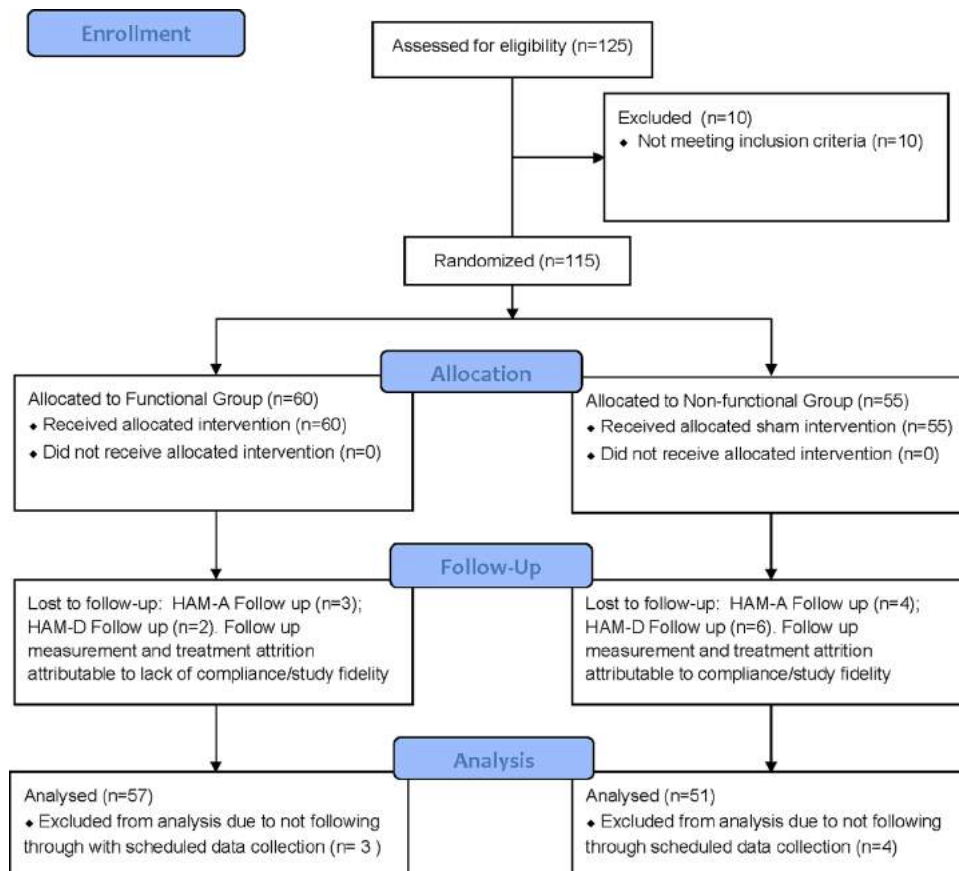 Enrollment
Assessed for eligibility (n=125)
Excluded (n=10)
⬥ Not meeting inclusion criteria (n=10)
Randomized (n=115)
Allocation
Allocated to Functional Group (n=60)
⬥ Received allocated intervention (n=60)
⬥ Did not receive allocated intervention (n=0)
Allocated to Non-functional Group (n=55)
⬥ Received allocated sham intervention (n=55)
⬥ Did not receive allocated intervention (n=0)
Follow-Up
Lost to follow-up: HAM-A Follow up (n=3);
HAM-D Follow up (n=2). Follow up
measurement and treatment attrition
attributable to lack of compliance/study fidelity
Lost to follow-up: HAM-A Follow up (n=4);
HAM-D Follow up (n=6). Follow up
measurement and treatment attrition
attributable to compliance/study fidelity
Analysis
Analysed (n=57)
⬥ Excluded from analysis due to not following
through with scheduled data collection (n= 3 )
Analysed (n=51)
⬥ Excluded from analysis due to not following
through scheduled data collection (n=4)